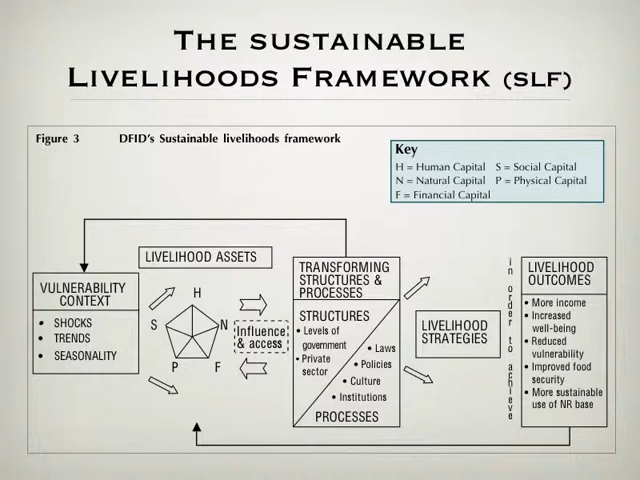 THE SUSTAINABLE
LIVELIHOODS FRAMEWORK (SLF)
Figure 3 DFID's Sustainable livelihoods framework
Key
H = Human Capital S = Social Capital
N = Natural Capital P = Physical Capital
F = Financial Capital
VULNERABILITY
CONTEXT
• SHOCKS
• TRENDS
• SEASONALITY
LIVELIHOOD ASSETS
H
S N
P F
Influence
& access
TRANSFORMING
STRUCTURES &
PROCESSES
STRUCTURES
• Levels of
government
• Private
sector
• Laws
• Policies
• Culture
• Institutions
PROCESSES
LIVELIHOOD
STRATEGIES
in order to achieve
LIVELIHOOD
OUTCOMES
• More income
• Increased
well-being
• Reduced
vulnerability
• Improved food
security
• More sustainable
use of NR base